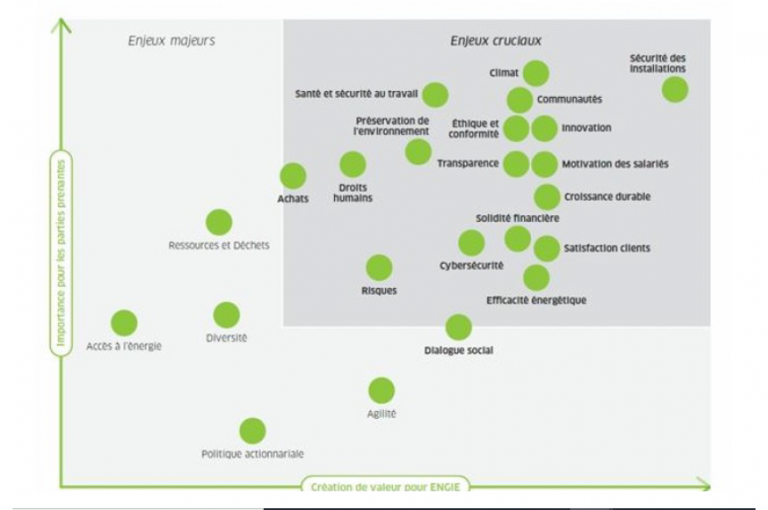 Enjeux majeurs
Enjeux cruciaux
Sécurité des
installations
Climat
Santé et sécurité au travail
Communautés
Préservation de
l'environnement
Éthique et
conformité
Innovation
Transparence
Motivation des salariés
Achats
Droits
humains
Croissance durable
Solidité financière
Ressources et Déchets
Satisfaction clients
Cybersécurité
Risques
Efficacité énergétique
Accès à l'énergie
Diversité
Dialogue social
Agilité
Politique actionnariale
Importance pour les parties prenantes
Création de valeur pour ENGIE